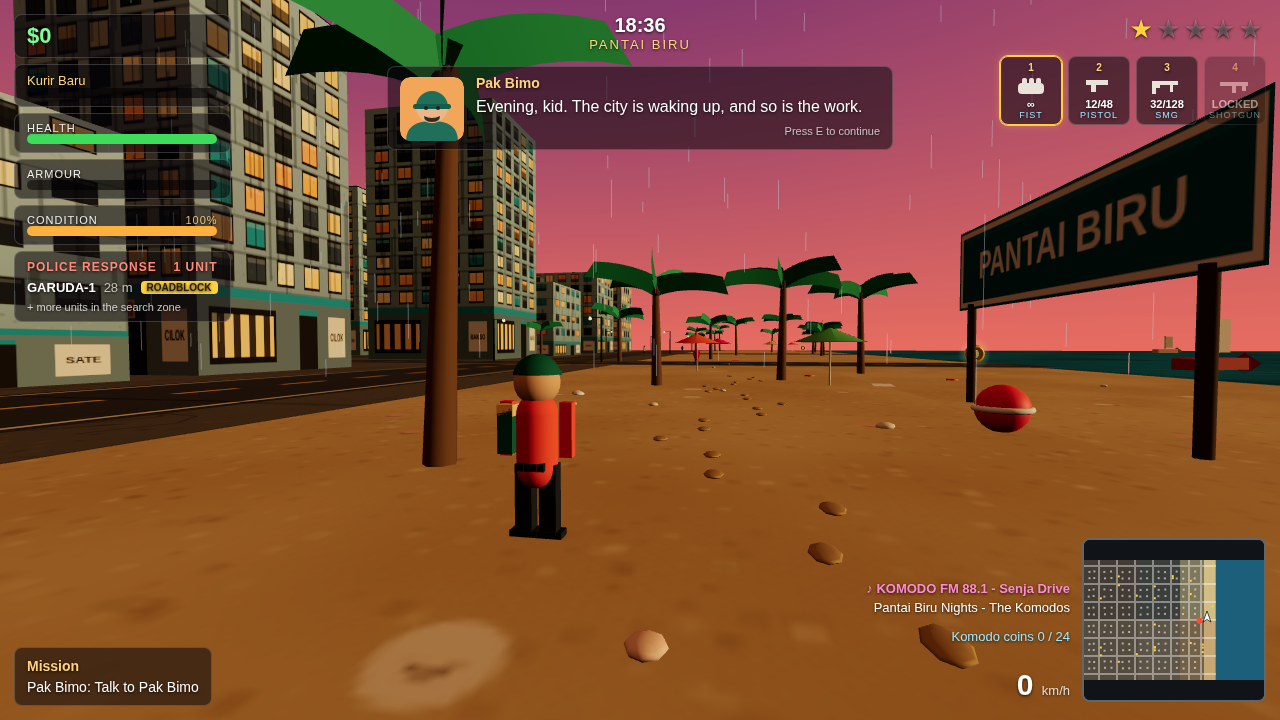 $0
Kurir Baru
HEALTH
ARMOUR
CONDITION 100%
POLICE RESPONSE 1 UNIT
GARUDA-1 28 m ROADBLOCK
+ more units in the search zone
18:36
PANTAI BIRU
Pak Bimo
Evening, kid. The city is waking up, and so is the work.
Press E to continue
1
∞
FIST
2
12/48
PISTOL
3
32/128
SMG
4
LOCKED
SHOTGUN
PANTAI BIRU
SATE
CILOK
CILOK
♪ KOMODO FM 88.1 - Senja Drive
Pantai Biru Nights - The Komodos
Komodo coins 0 / 24
0 km/h
Mission
Pak Bimo: Talk to Pak Bimo